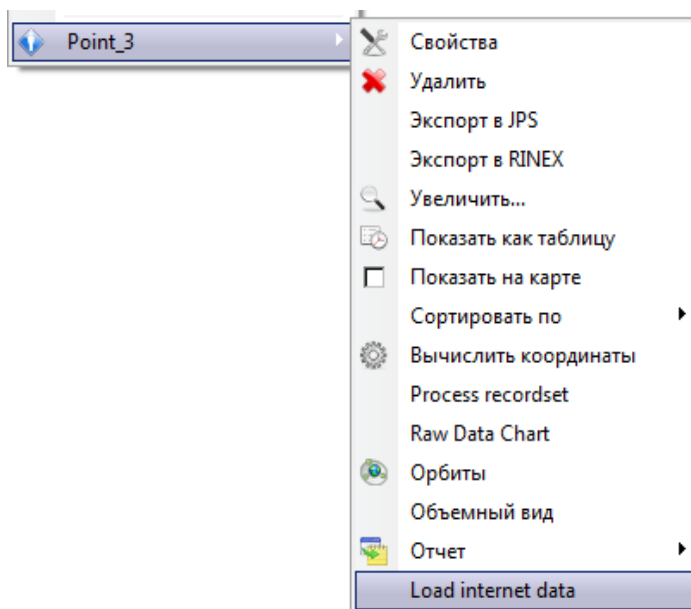 Point_3
Свойства
Удалить
Экспорт в JPS
Экспорт в RINEX
Увеличить...
Показать как таблицу
Показать на карте
Сортировать по
Вычислить координаты
Process recordset
Raw Data Chart
Орбиты
Объемный вид
Отчет
Load internet data